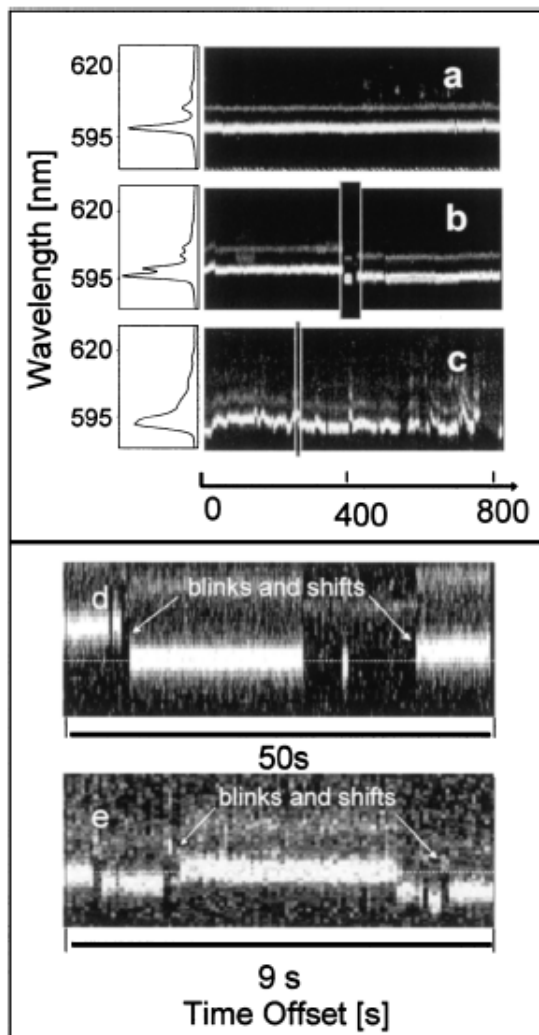 620
595
a
620
595
b
620
595
c
Wavelength [nm]
0 400 800
d
blinks and shifts
50s
e
blinks and shifts
9 s
Time Offset [s]